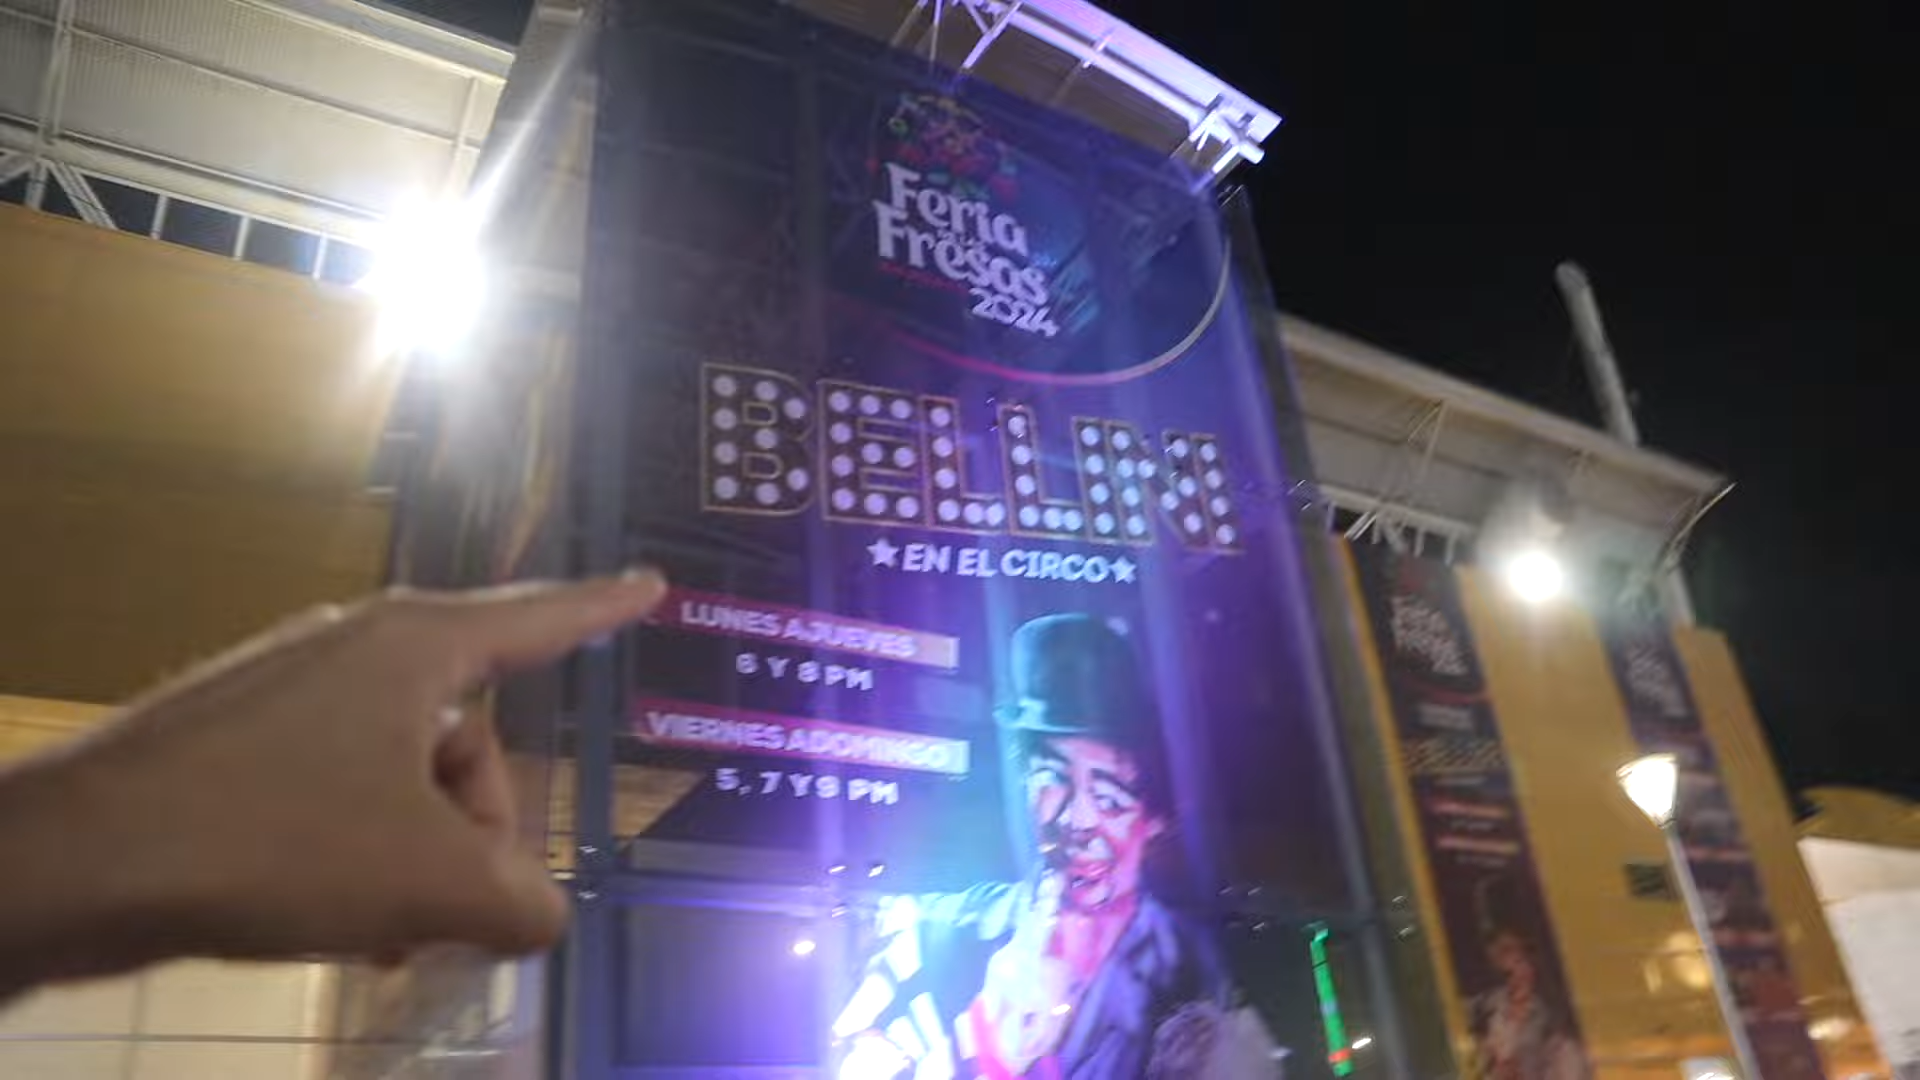 Feria
Fresas
2024
BELLIN
★EN EL CIRCO★
LUNES A JUEVES
6 Y 8 PM
VIERNES A DOMINGO
5, 7 Y 9 PM